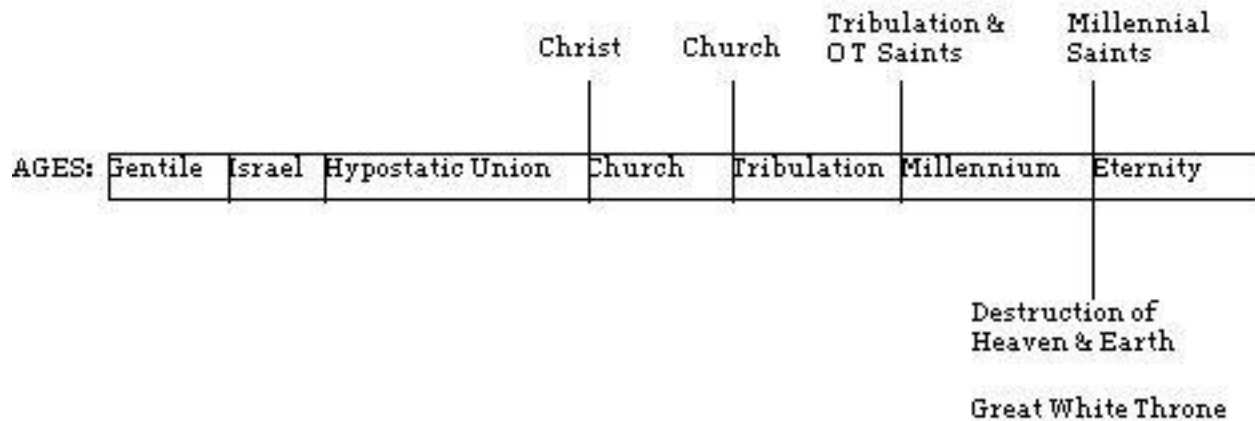 Christ
Church
Tribulation &
OT Saints
Millennial
Saints
AGES: Gentile Israel Hypostatic Union Church Tribulation Millennium Eternity
Destruction of
Heaven & Earth
Great White Throne